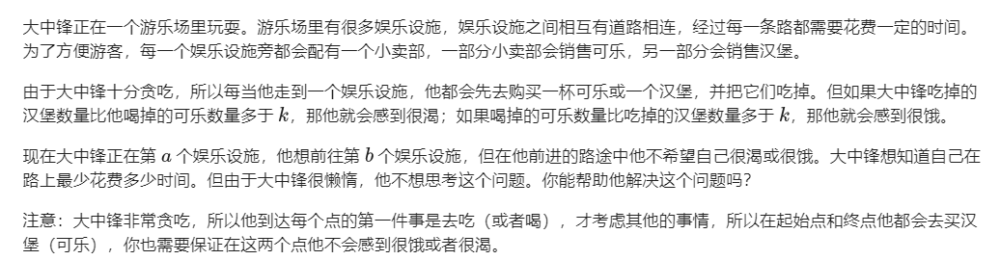 大中锋正在一个游乐场里玩耍。游乐场里有很多娱乐设施，娱乐设施之间相互有道路相连，经过每一条路都需要花费一定的时间。
为了方便游客，每一个娱乐设施旁都会配有一个小卖部，一部分小卖部会销售可乐，另一部分会销售汉堡。
由于大中锋十分贪吃，所以每当他走到一个娱乐设施，他都会先去购买一杯可乐或一个汉堡，并把它们吃掉。但如果大中锋吃掉的
汉堡数量比他喝掉的可乐数量多于 k，那他就会感到很渴；如果喝掉的可乐数量比吃掉的汉堡数量多于 k，那他就会感到很饿。
现在大中锋正在第 a 个娱乐设施，他想前往第 b 个娱乐设施，但在他前进的路途中他不希望自己很渴或很饿。大中锋想知道自己在
路上最少花费多少时间。但由于大中锋很懒惰，他不想思考这个问题。你能帮助他解决这个问题吗？
注意：大中锋非常贪吃，所以他到达每个点的第一件事是去吃（或者喝），才考虑其他的事情，所以在起始点和终点他都会去买汉
堡（可乐），你也需要保证在这两个点他不会感到很饿或者很渴。